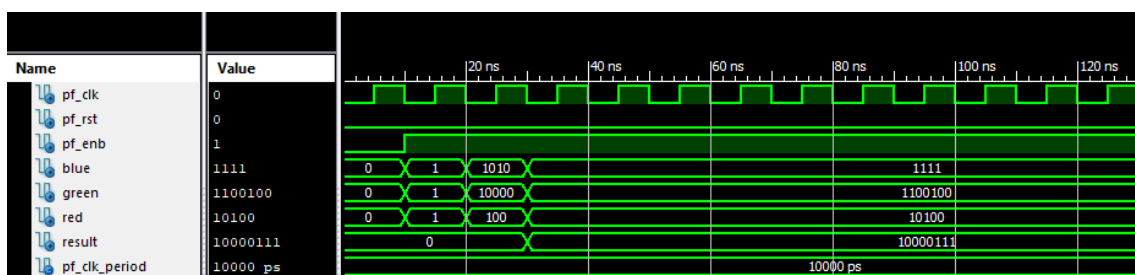 Name Value 20 ns 40 ns 60 ns 80 ns 100 ns 120 ns
pf_clk 0
pf_rst 0
pf_enb 1
blue 1111 0 1 1010 1111
green 1100100 0 1 10000 1100100
red 10100 0 1 100 10100
result 10000111 0 10000111
pf_clk_period 10000 ps 10000 ps